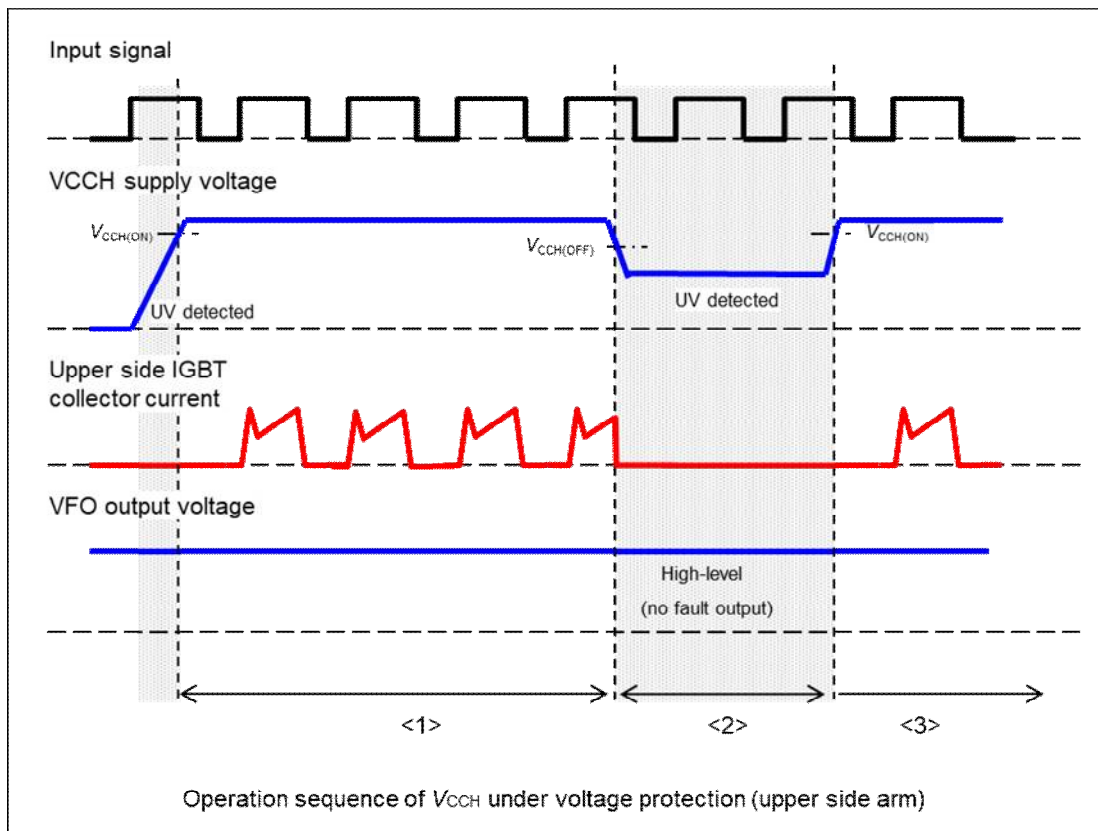 Input signal
VCCH supply voltage
VCCH(ON)
VCCH(OFF)
VCCH(ON)
UV detected
UV detected
Upper side IGBT
collector current
VFO output voltage
High-level
(no fault output)
<1>
<2>
<3>
Operation sequence of VCCH under voltage protection (upper side arm)